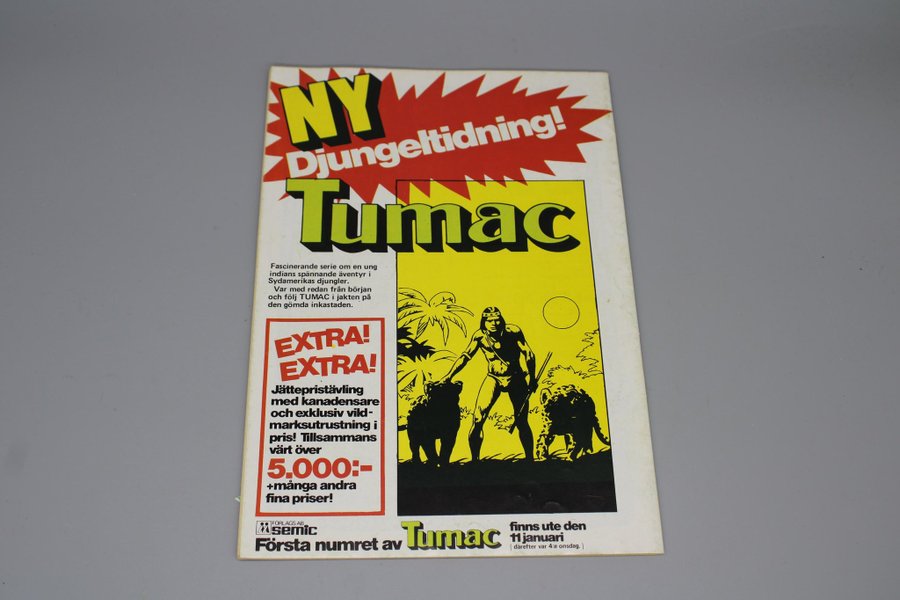 NY
Djungeltidning!
Tumac
Fascinerande serie om en ung
indians spännande äventyr i
Sydamerikas djungler.
Var med redan från början
och följ TUMAC i jakten på
den gömda inkastaden.
EXTRA!
EXTRA!
Jättepristävling
med kanadensare
och exklusiv vild-
marksutrustning i
pris! Tillsammans
värt över
5.000:-
+många andra
fina priser!
FÖRLAGS AB
semic
Första numret av Tumac finns ute den
11 januari
(därefter var 4:e onsdag.)